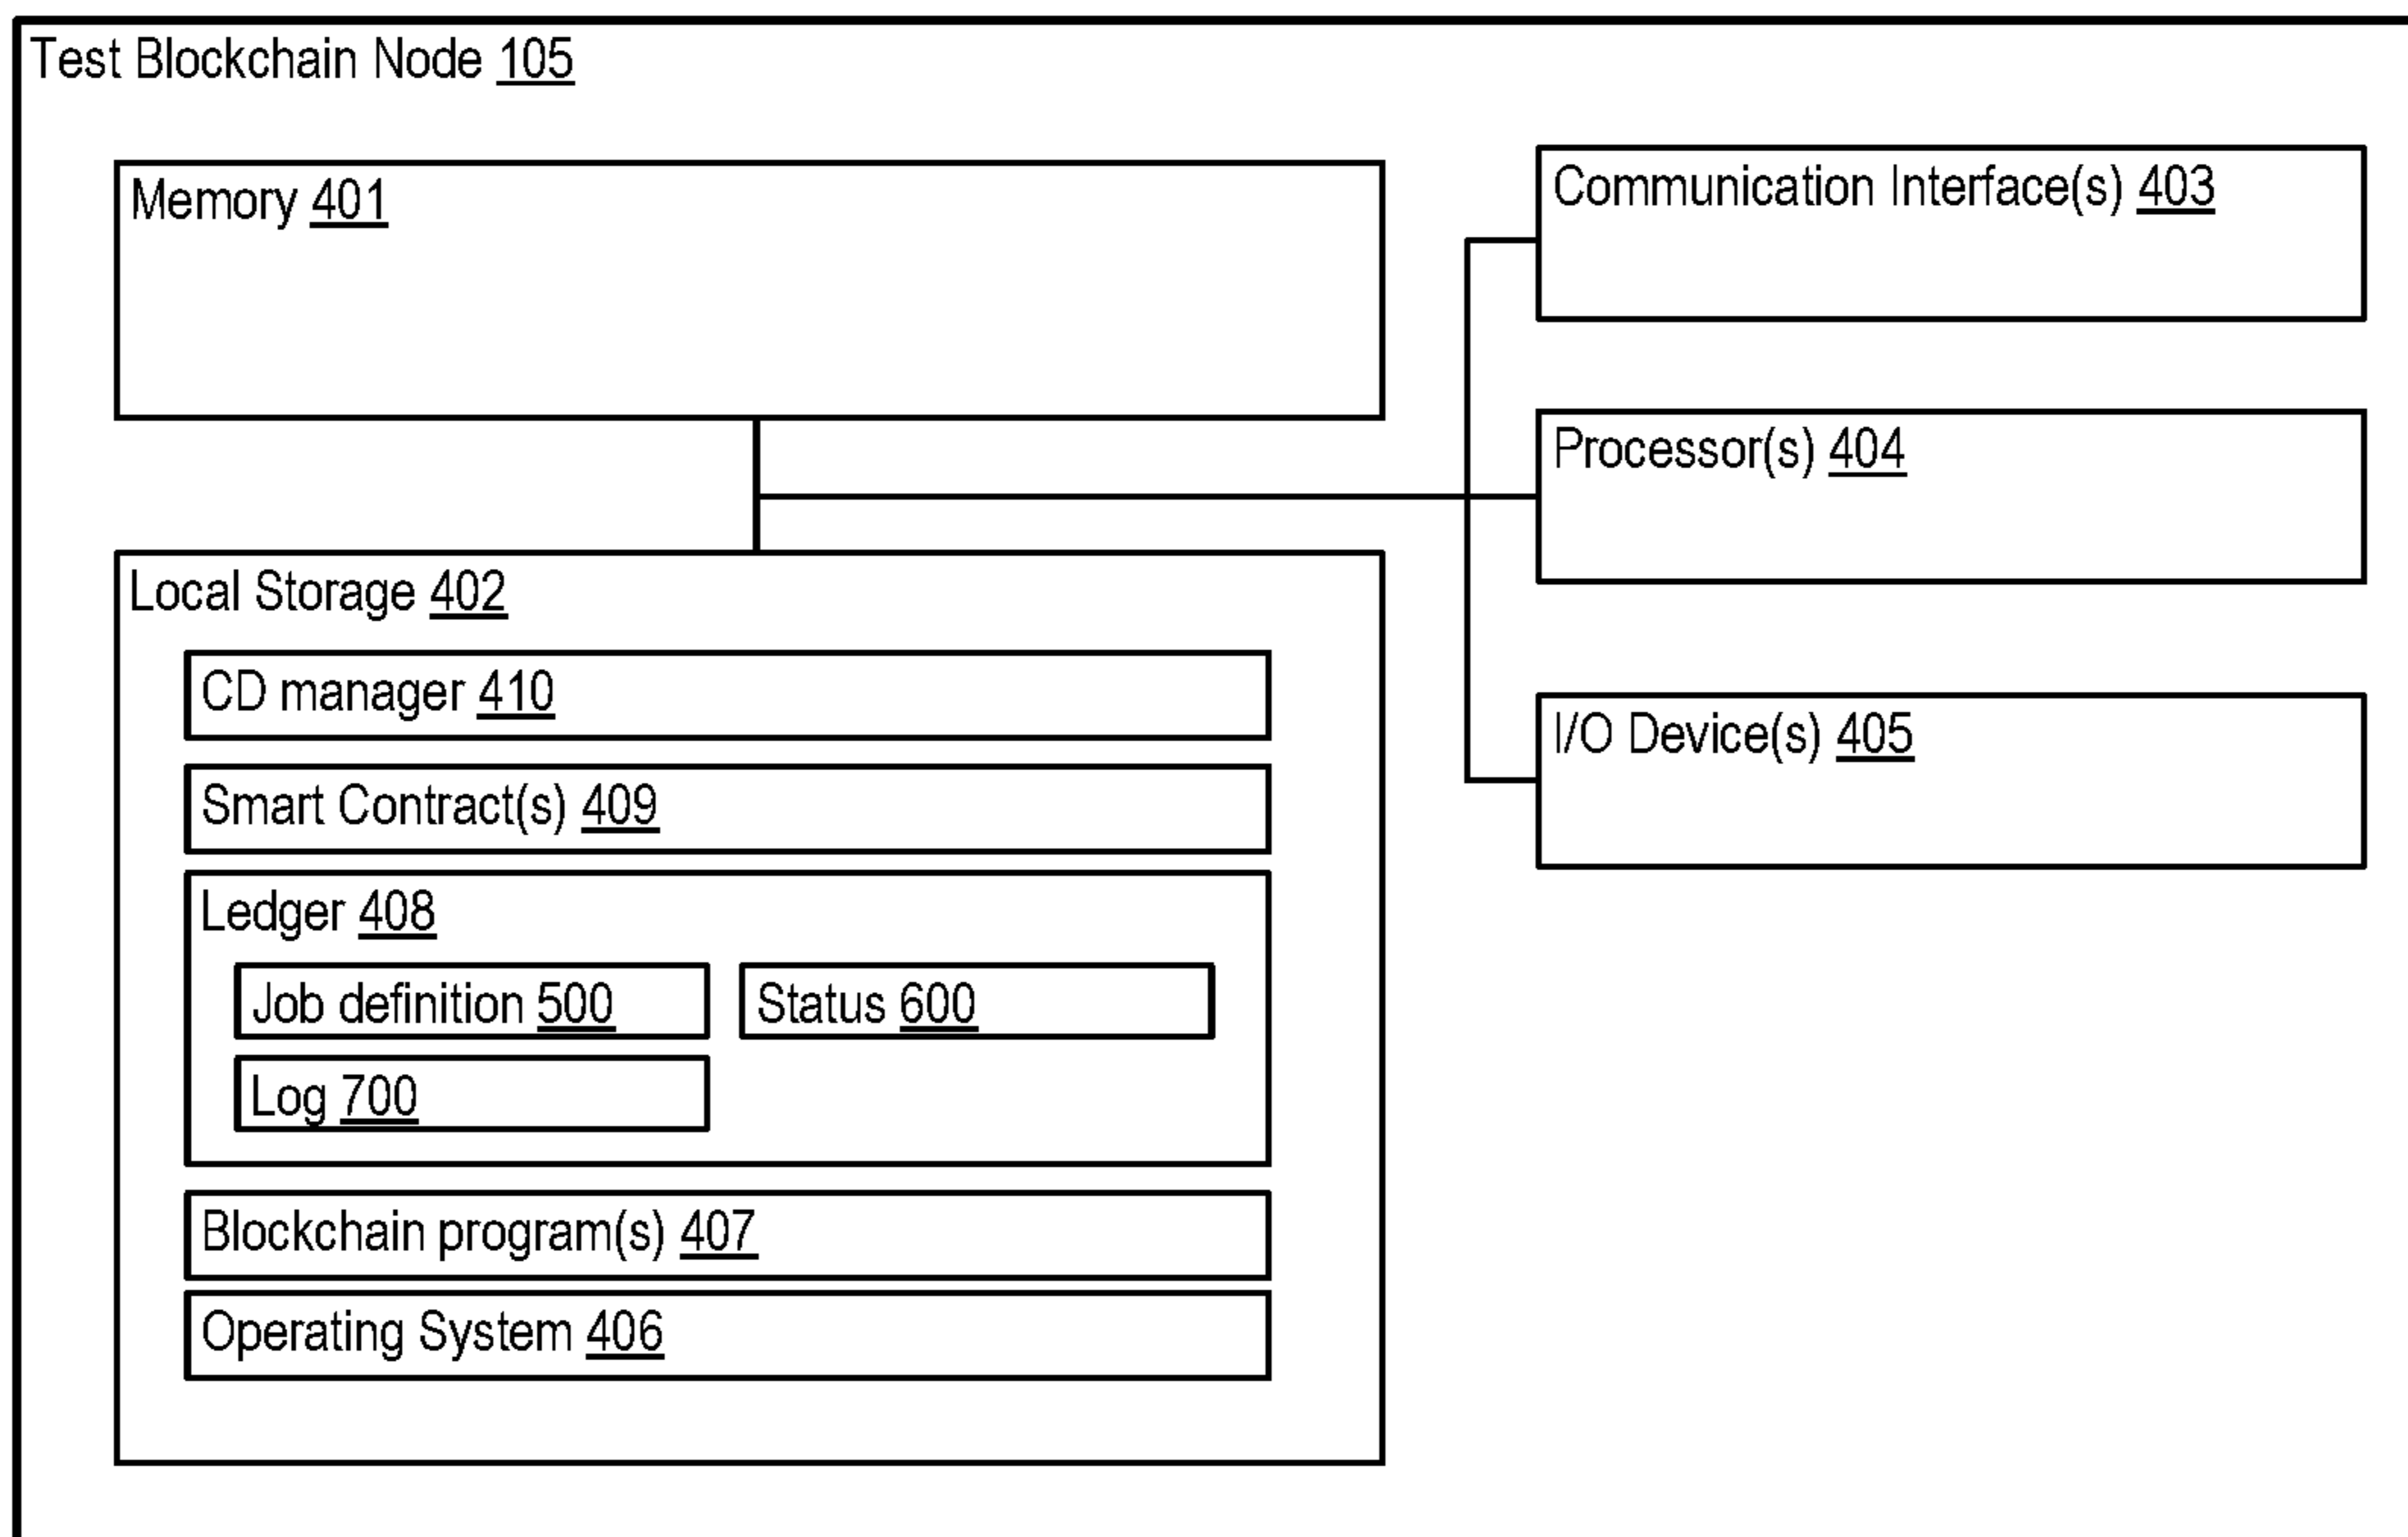 Test Blockchain Node 105
Memory 401
Communication Interface(s) 403
Processor(s) 404
Local Storage 402
I/O Device(s) 405
CD manager 410
Smart Contract(s) 409
Ledger 408
Job definition 500
Status 600
Log 700
Blockchain program(s) 407
Operating System 406